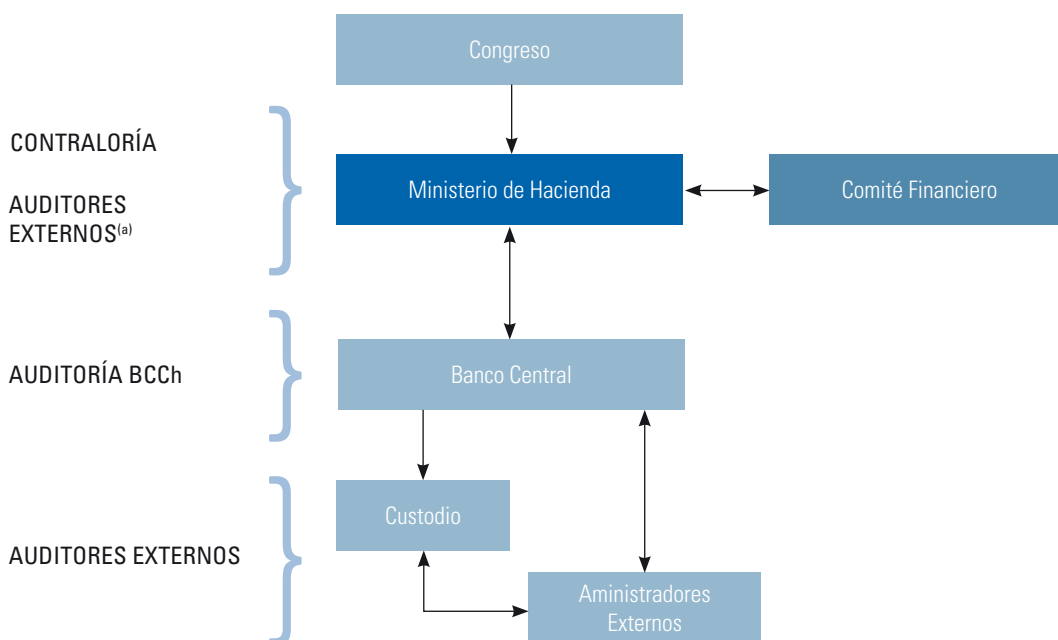 Congreso
CONTRALORÍA
Ministerio de Hacienda
Comité Financiero
AUDITORES
EXTERNOS(a)
Banco Central
AUDITORÍA BCCh
Custodio
AUDITORES EXTERNOS
Aministradores
Externos